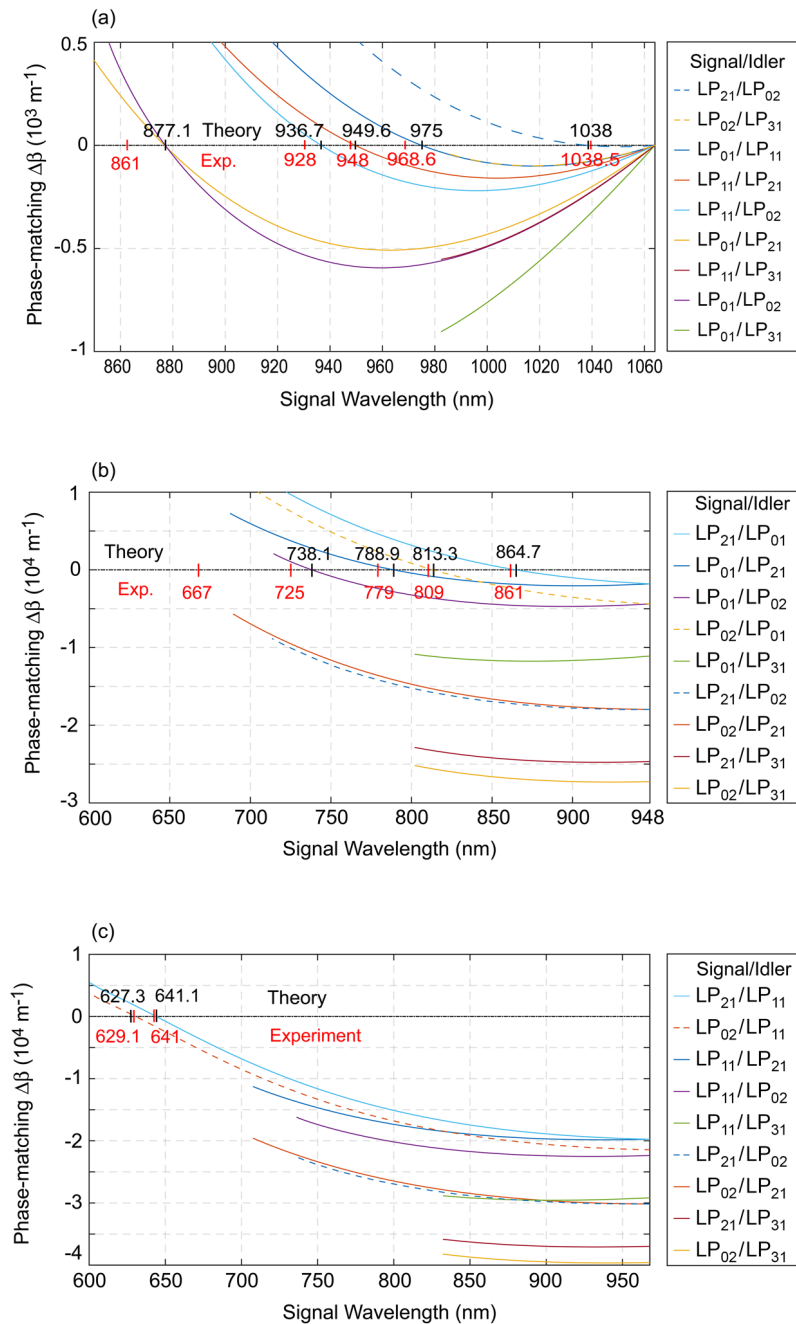 (a)
0.5
0
-0.5
-1
Phase-matching Δβ (10³ m⁻¹)
877.1 Theory 936.7 949.6 975 1038
861 Exp. 928 948 968.6 1038.5
860 880 900 920 940 960 980 1000 1020 1040 1060
Signal Wavelength (nm)
Signal/Idler
LP₂₁/LP₀₂
LP₀₂/LP₃₁
LP₀₁/LP₁₁
LP₁₁/LP₂₁
LP₁₁/LP₀₂
LP₀₁/LP₂₁
LP₁₁/LP₃₁
LP₀₁/LP₀₂
LP₀₁/LP₃₁
(b)
1
0
-1
-2
-3
Phase-matching Δβ (10⁴ m⁻¹)
Theory 738.1 788.9 813.3 864.7
Exp. 667 725 779 809 861
600 650 700 750 800 850 900 948
Signal Wavelength (nm)
Signal/Idler
LP₂₁/LP₀₁
LP₀₁/LP₂₁
LP₀₁/LP₀₂
LP₀₂/LP₀₁
LP₀₁/LP₃₁
LP₂₁/LP₀₂
LP₀₂/LP₂₁
LP₂₁/LP₃₁
LP₀₂/LP₃₁
(c)
1
0
-1
-2
-3
-4
Phase-matching Δβ (10⁴ m⁻¹)
627.3 641.1 Theory
629.1 641 Experiment
600 650 700 750 800 850 900 950
Signal Wavelength (nm)
Signal/Idler
LP₂₁/LP₁₁
LP₀₂/LP₁₁
LP₁₁/LP₂₁
LP₁₁/LP₀₂
LP₁₁/LP₃₁
LP₂₁/LP₀₂
LP₀₂/LP₂₁
LP₂₁/LP₃₁
LP₀₂/LP₃₁